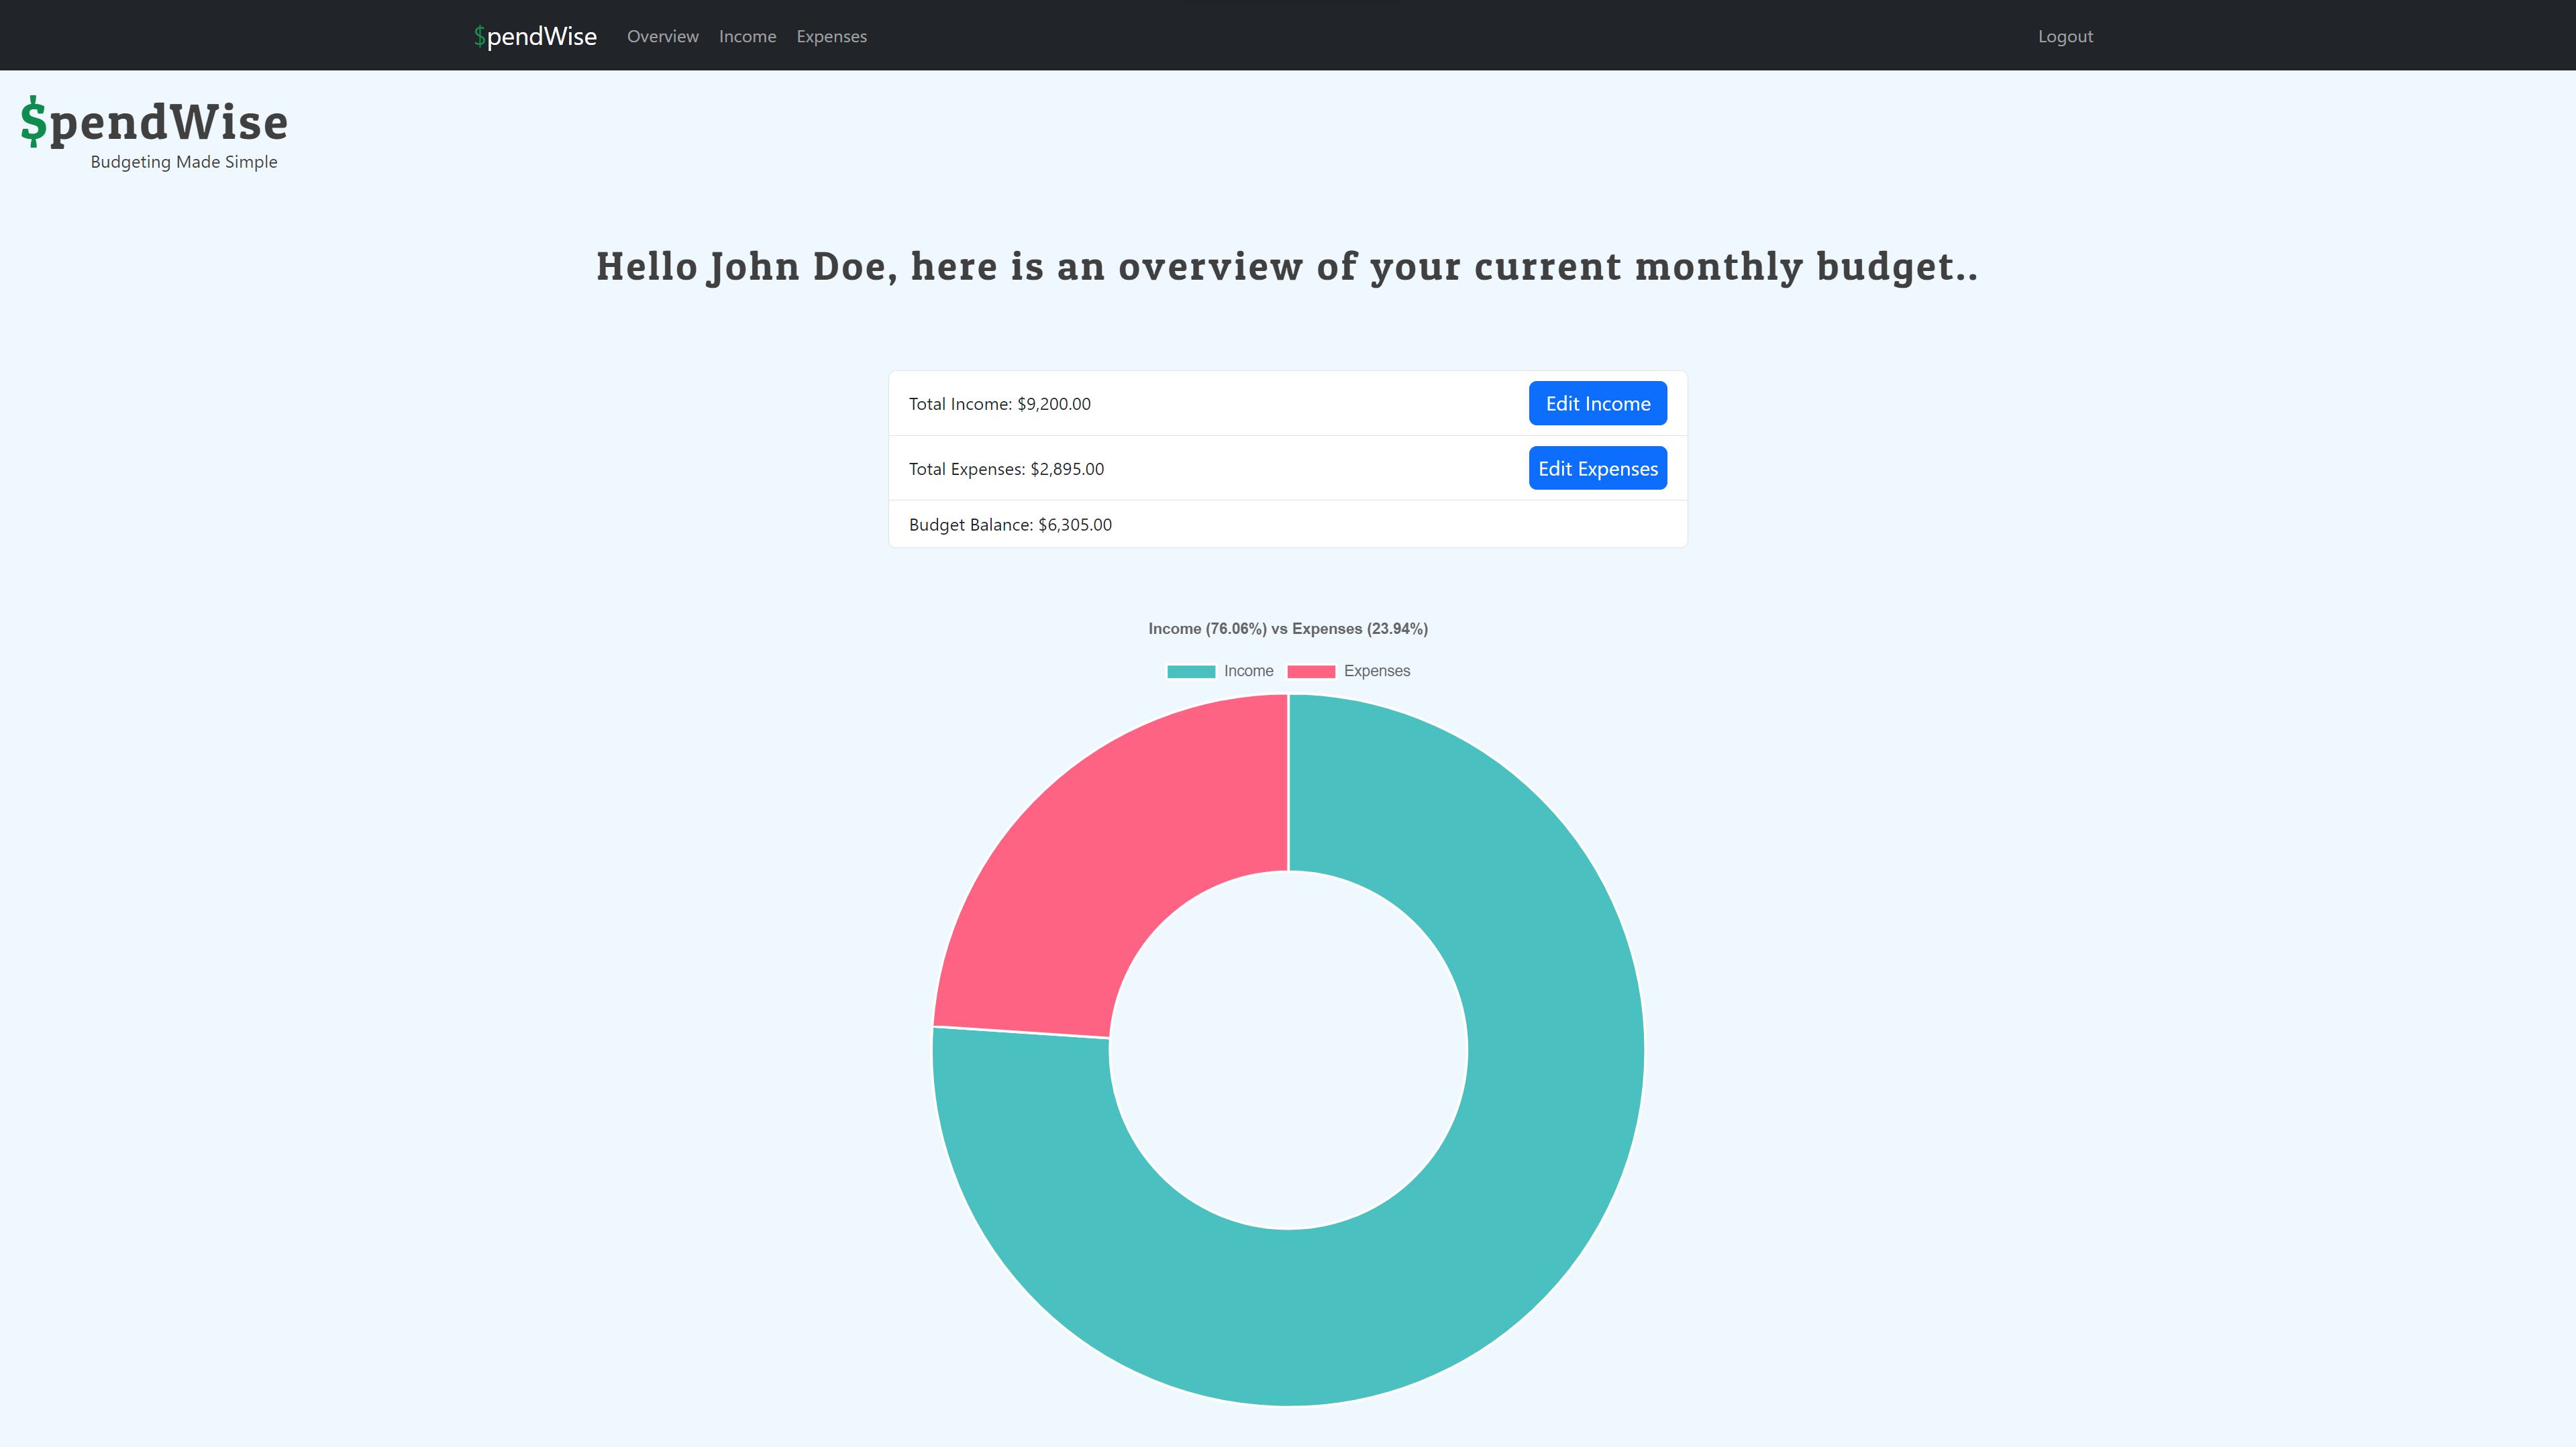 $pendWise Overview Income Expenses Logout
$pendWise
Budgeting Made Simple
Hello John Doe, here is an overview of your current monthly budget..
Total Income: $9,200.00 Edit Income
Total Expenses: $2,895.00 Edit Expenses
Budget Balance: $6,305.00
Income (76.06%) vs Expenses (23.94%)
Income Expenses